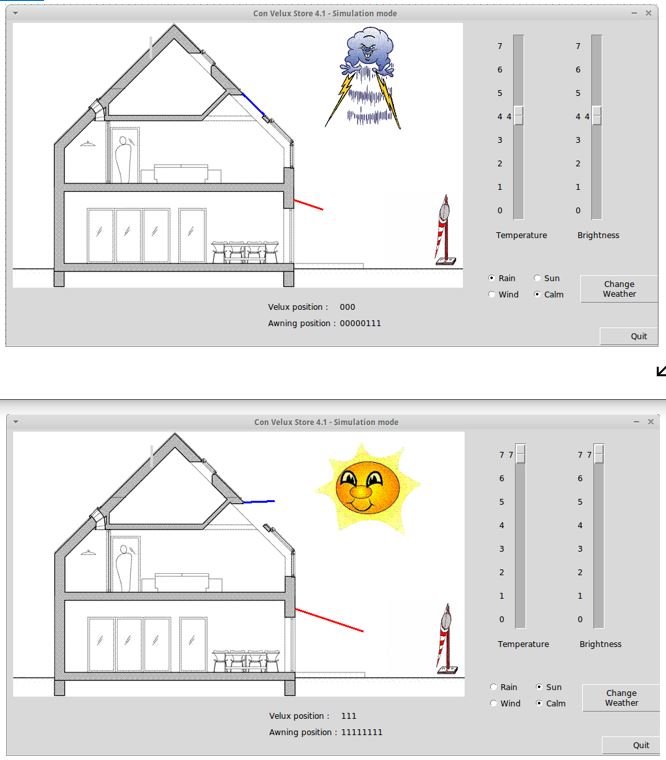 Con Velux Store 4.1 - Simulation mode
7 7
6 6
5 5
4 4 4 4
3 3
2 2
1 1
0 0
Temperature Brightness
Rain Sun
Wind Calm
Change
Weather
Velux position : 000
Awning position : 00000111
Quit
Con Velux Store 4.1 - Simulation mode
7 7 7 7
6 6
5 5
4 4
3 3
2 2
1 1
0 0
Temperature Brightness
Rain Sun
Wind Calm
Change
Weather
Velux position : 111
Awning position : 11111111
Quit